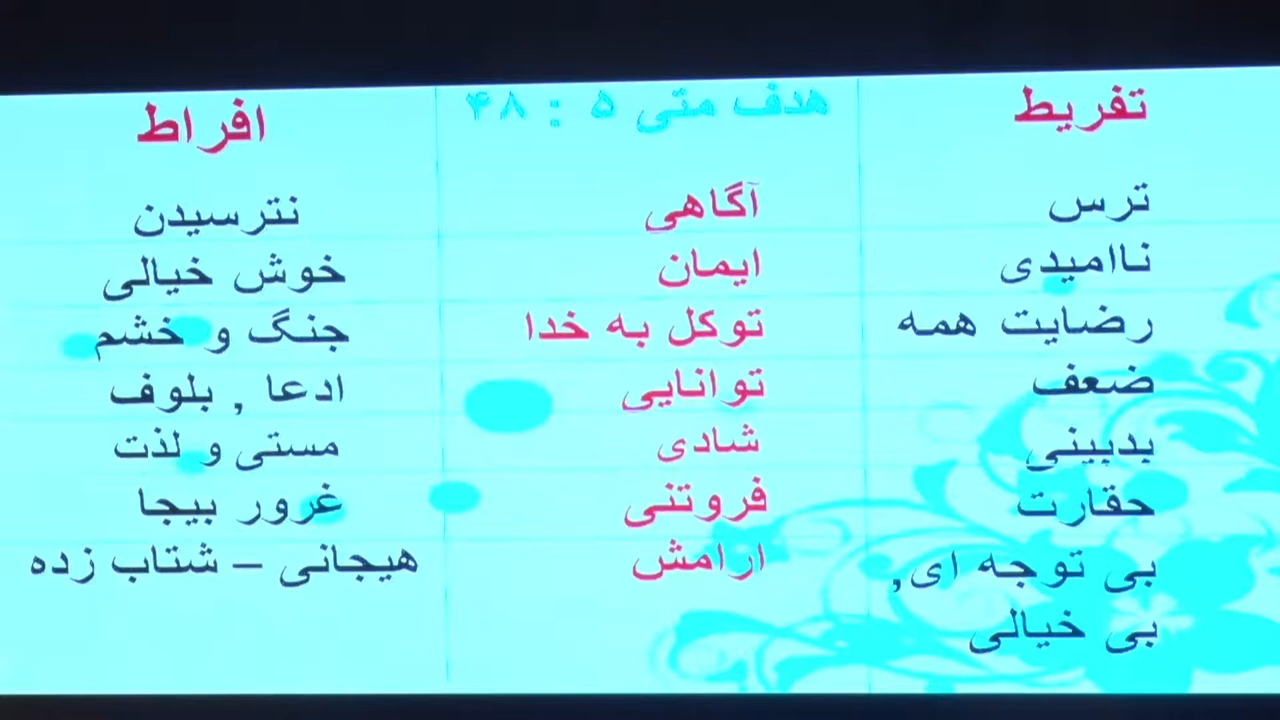 تفریط هدف متی ۵ : ۴۸ افراط
ترس آگاهی نترسیدن
ناامیدی ایمان خوش خیالی
رضایت همه توکل به خدا جنگ و خشم
ضعف توانایی ادعا , بلوف
بدبینی شادی مستی و لذت
حقارت فروتنی غرور بیجا
بی توجه ای, ارامش هیجانی – شتاب زده
بی خیالی